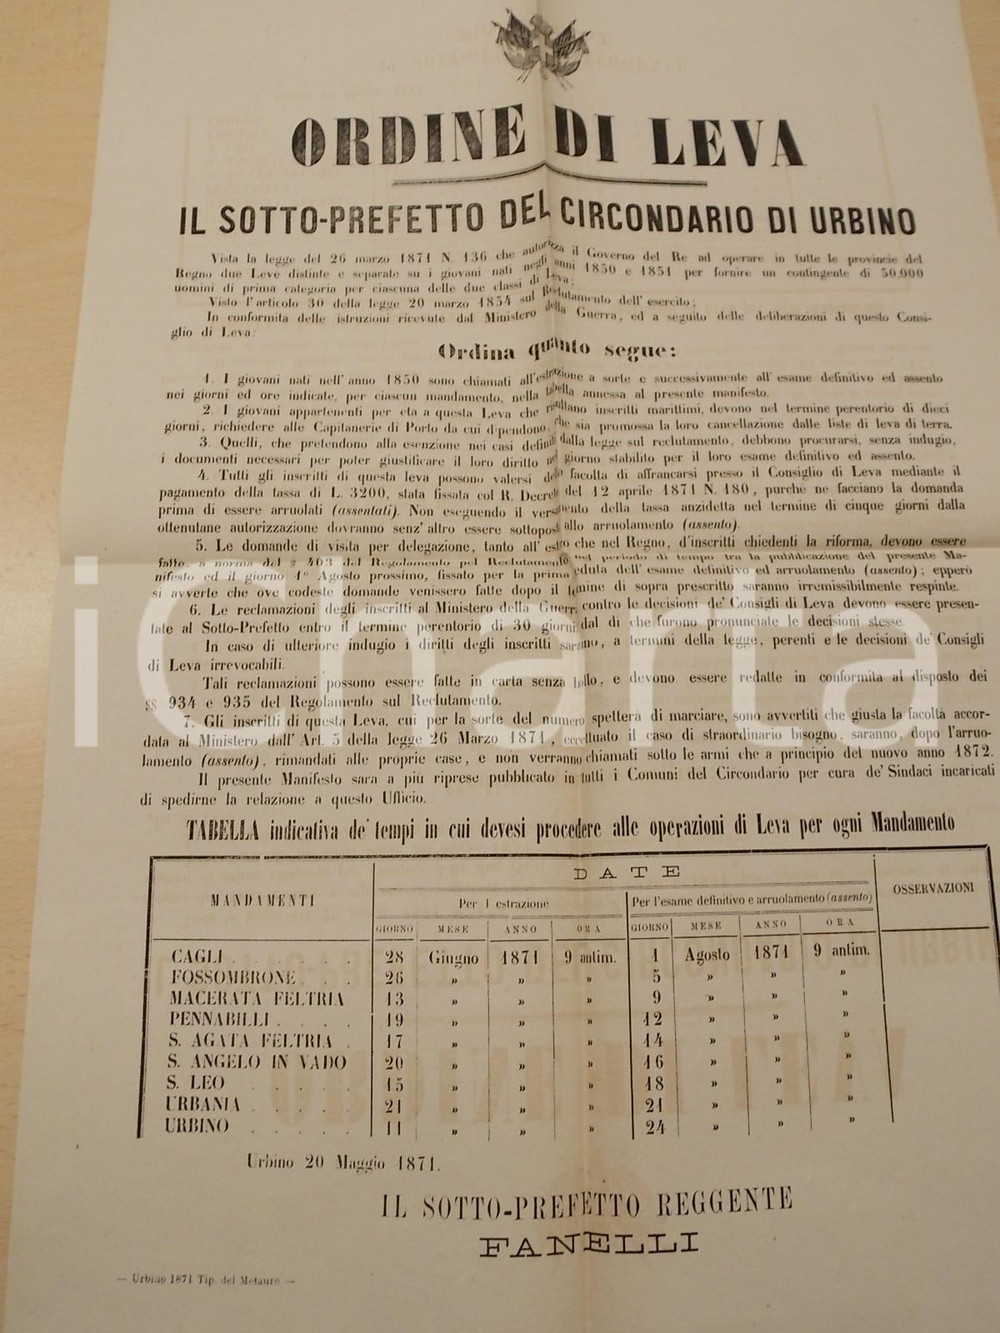 ORDINE DI LEVA
IL SOTTO-PREFETTO DEL CIRCONDARIO DI URBINO
Vista la legge del 26 marzo 1871 N. 136 che autorizza il Governo del Re ad operare in tutte le provincie del
Regno due Leve distinte e separate su i giovani nati negli anni 1850 e 1851 per fornire un contingente di 50,000
uomini di prima categoria per ciascuna delle due classi di Leva;
Visto l'articolo 30 della legge 20 marzo 1854 sul Reclutamento dell'esercito;
In conformita delle istruzioni ricevute dal Ministero della Guerra, ed a seguito delle deliberazioni di questo Consi-
glio di Leva:
Ordina quanto segue:
1. I giovani nati nell'anno 1850 sono chiamati all'estrazione a sorte e successivamente all'esame definitivo ed assento
nei giorni ed ore indicate, per ciascun mandamento, nella tabella annessa al presente manifesto.
2. I giovani appartenenti per eta a questa Leva che risultano inscritti marittimi, devono nel termine perentorio di dieci
giorni, richiedere alle Capitanerie di Porto da cui dipendono, che sia promossa la loro cancellazione dalle liste di leva di terra.
3. Quelli, che pretendono alla esenzione nei casi definiti dalla legge sul reclutamento, debbono procurarsi, senza indugio,
i documenti necessari per poter giustificare il loro diritto nel giorno stabilito per il loro esame definitivo ed assento.
4. Tutti gli inscritti di questa leva possono valersi della facolta di affrancarsi presso il Consiglio di Leva mediante il
pagamento della tassa di L. 3200, stata fissata col R. Decreto del 12 aprile 1871 N. 180, purche ne facciano la domanda
prima di essere arruolati (assentati). Non eseguendo il versamento della tassa anzidetta nel termine di cinque giorni dalla
ottenutane autorizzazione dovranno senz'altro essere sottoposti allo arruolamento (assento).
5. Le domande di visita per delegazione, tanto all'estero che nel Regno, d'inscritti chiedenti la riforma, devono essere
fatte, a norma del § 403 del Regolamento pel Reclutamento nel periodo di tempo tra la pubblicazione del presente Ma-
nifesto ed il giorno 1° Agosto prossimo, fissato per la prima seduta dell'esame definitivo ed arruolamento (assento); epperò
si avverte che ove codeste domande venissero fatte dopo il termine di sopra prescritto saranno irremissibilmente respinte.
6. Le reclamazioni degli inscritti al Ministero della Guerra contro le decisioni de' Consigli di Leva devono essere presen-
tate al Sotto-Prefetto entro il termine perentorio di 30 giorni dal di che furono pronunciate le decisioni stesse.
In caso di ulteriore indugio i diritti degli inscritti saranno, a termini della legge, perenti e le decisioni de' Consigli
di Leva irrevocabili.
Tali reclamazioni possono essere fatte in carta senza bollo, e devono essere redatte in conformita al disposto dei
§§ 934 e 935 del Regolamento sul Reclutamento.
7. Gli inscritti di questa Leva, cui per la sorte del numero spettera di marciare, sono avvertiti che giusta la facoltà accor-
data al Ministero dall'Art. 5 della legge 26 Marzo 1871, eccettuato il caso di straordinario bisogno, saranno, dopo l'arruo-
lamento (assento), rimandati alle proprie case, e non verranno chiamati sotto le armi che a principio del nuovo anno 1872.
Il presente Manifesto sara a più riprese pubblicato in tutti i Comuni del Circondario per cura de' Sindaci incaricati
di spedirne la relazione a questo Ufficio.
TABELLA indicativa de' tempi in cui devesi procedere alle operazioni di Leva per ogni Mandamento
MANDAMENTI DATE OSSERVAZIONI
Per l'estrazione Per l'esame definitivo e arruolamento (assento)
GIORNO MESE ANNO ORA GIORNO MESE ANNO ORA
CAGLI . . . . . . 28 Giugno 1871 9 antim. 1 Agosto 1871 9 antim.
FOSSOMBRONE . . . 26 » » » 5 » » »
MACERATA FELTRIA 13 » » » 9 » » »
PENNABILLI . . . . 19 » » » 12 » » »
S. AGATA FELTRIA . 17 » » » 14 » » »
S. ANGELO IN VADO 20 » » » 16 » » »
S. LEO . . . . . 15 » » » 18 » » »
URBANIA . . . . . 21 » » » 21 » » »
URBINO . . . . . 11 » » » 24 » » »
Urbino 20 Maggio 1871.
IL SOTTO-PREFETTO REGGENTE
FANELLI
— Urbino 1871 Tip. del Metauro —
iCharta